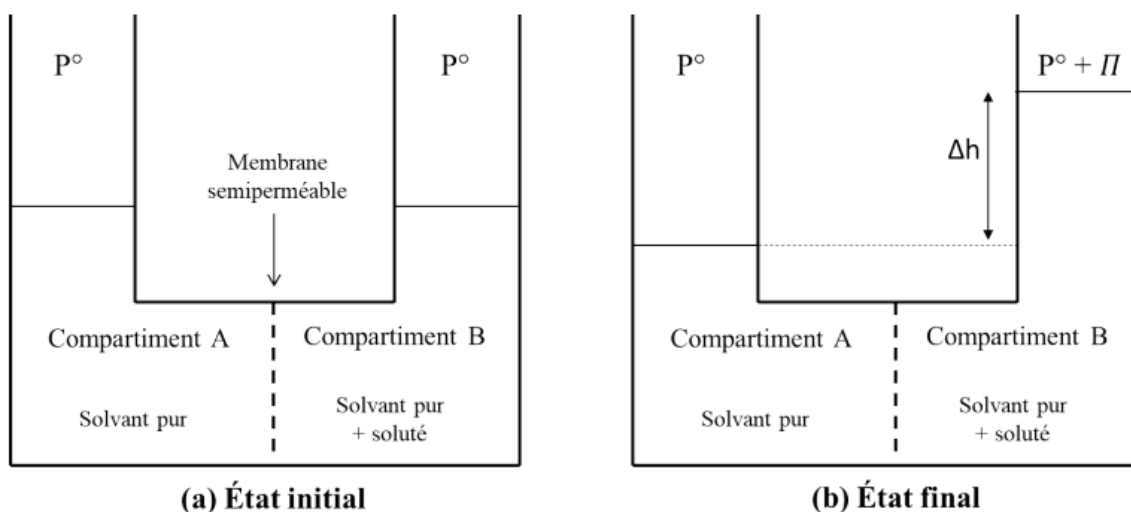 P°
P°
Membrane
semiperméable
Compartiment A
Compartiment B
Solvant pur
Solvant pur
+ soluté
(a) État initial
P°
P° + Π
Δh
Compartiment A
Compartiment B
Solvant pur
Solvant pur
+ soluté
(b) État final